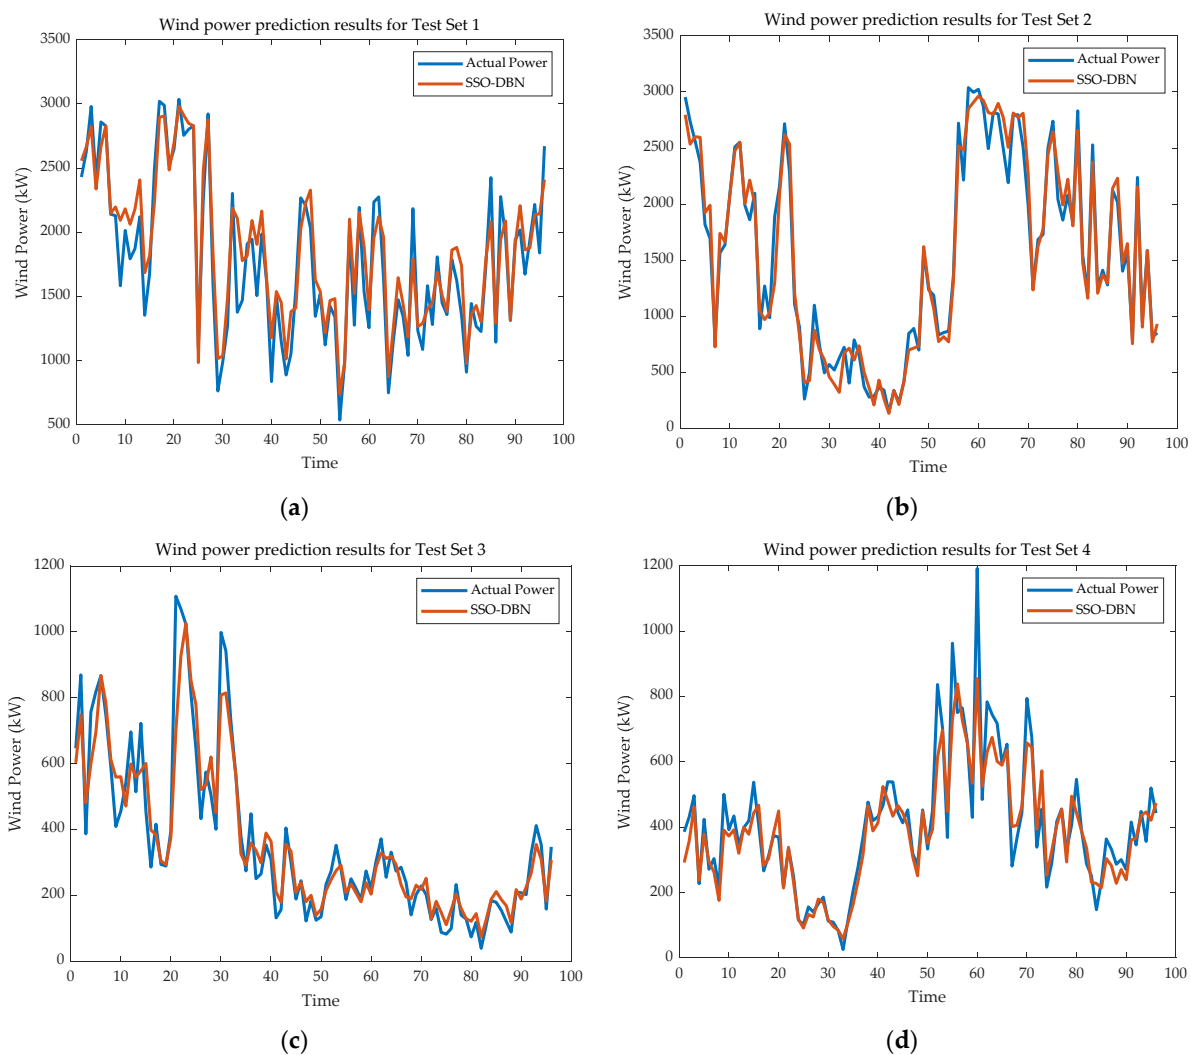 Wind power prediction results for Test Set 1
3500
3000
2500
2000
1500
1000
500
Wind Power (kW)
0 10 20 30 40 50 60 70 80 90 100
Time
Actual Power
SSO-DBN
(a)
Wind power prediction results for Test Set 2
3500
3000
2500
2000
1500
1000
500
0
Wind Power (kW)
0 10 20 30 40 50 60 70 80 90 100
Time
Actual Power
SSO-DBN
(b)
Wind power prediction results for Test Set 3
1200
1000
800
600
400
200
0
Wind Power (kW)
0 10 20 30 40 50 60 70 80 90 100
Time
Actual Power
SSO-DBN
(c)
Wind power prediction results for Test Set 4
1200
1000
800
600
400
200
0
Wind Power (kW)
0 10 20 30 40 50 60 70 80 90 100
Time
Actual Power
SSO-DBN
(d)